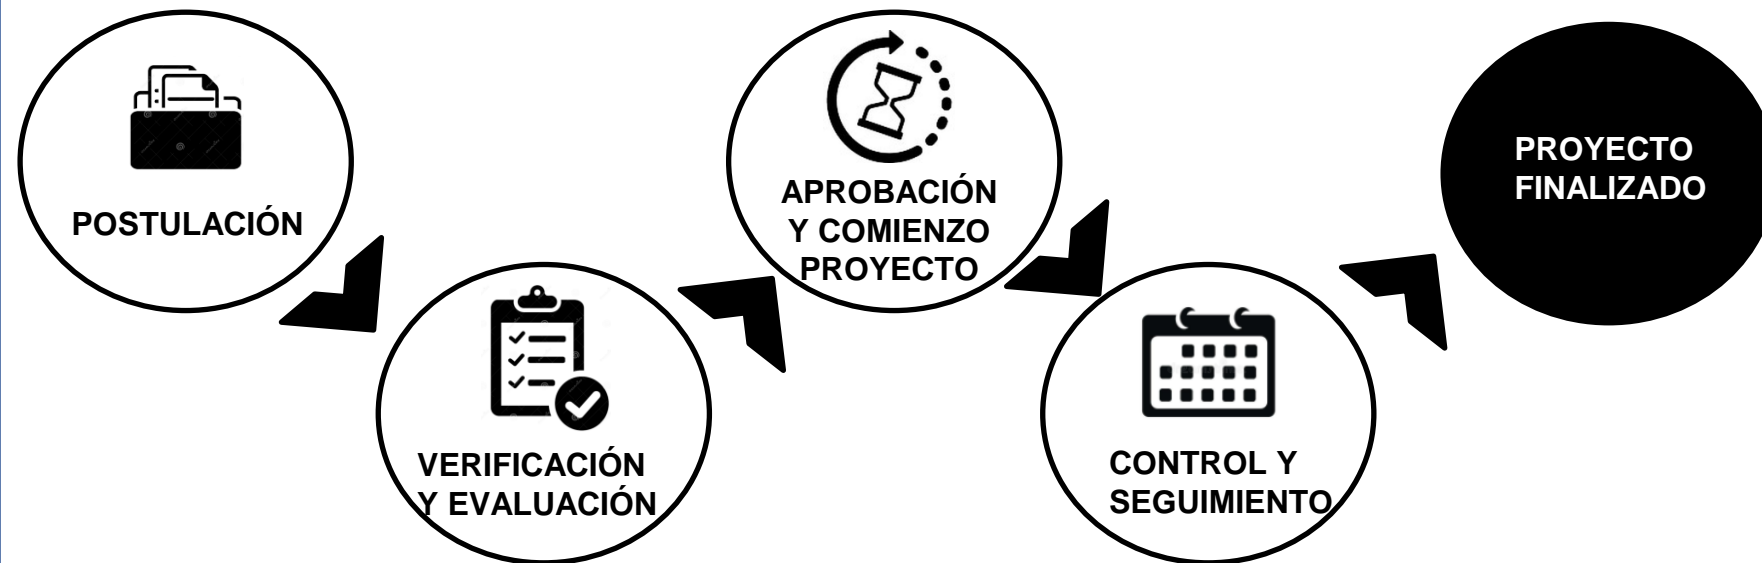 POSTULACIÓN
VERIFICACIÓN
Y EVALUACIÓN
APROBACIÓN
Y COMIENZO
PROYECTO
CONTROL Y
SEGUIMIENTO
PROYECTO
FINALIZADO